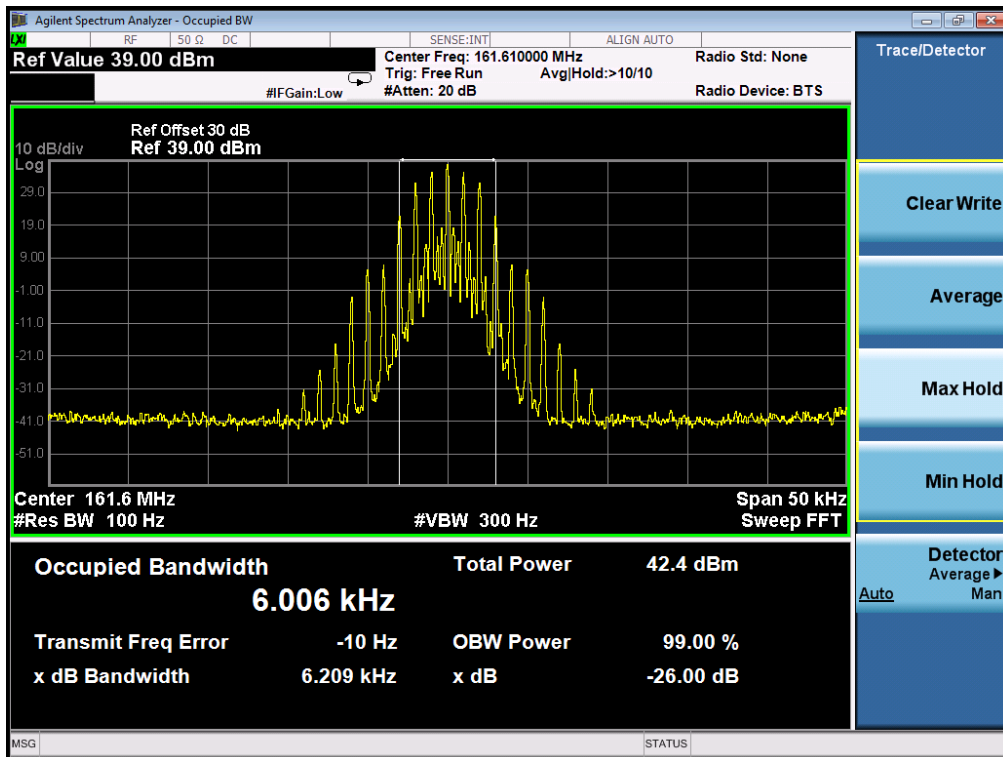 Agilent Spectrum Analyzer - Occupied BW
LXI
RF 50 Ω DC SENSE:INT ALIGN AUTO
Ref Value 39.00 dBm
Center Freq: 161.610000 MHz Radio Std: None
Trig: Free Run Avg|Hold:>10/10
#IFGain:Low #Atten: 20 dB Radio Device: BTS
Ref Offset 30 dB
10 dB/div Ref 39.00 dBm
Log
29.0
19.0
9.00
-1.00
-11.0
-21.0
-31.0
-41.0
-51.0
Center 161.6 MHz Span 50 kHz
#Res BW 100 Hz #VBW 300 Hz Sweep FFT
Occupied Bandwidth Total Power 42.4 dBm
6.006 kHz
Transmit Freq Error -10 Hz OBW Power 99.00 %
x dB Bandwidth 6.209 kHz x dB -26.00 dB
MSG STATUS
Trace/Detector
Clear Write
Average
Max Hold
Min Hold
Detector
Average
Auto Man